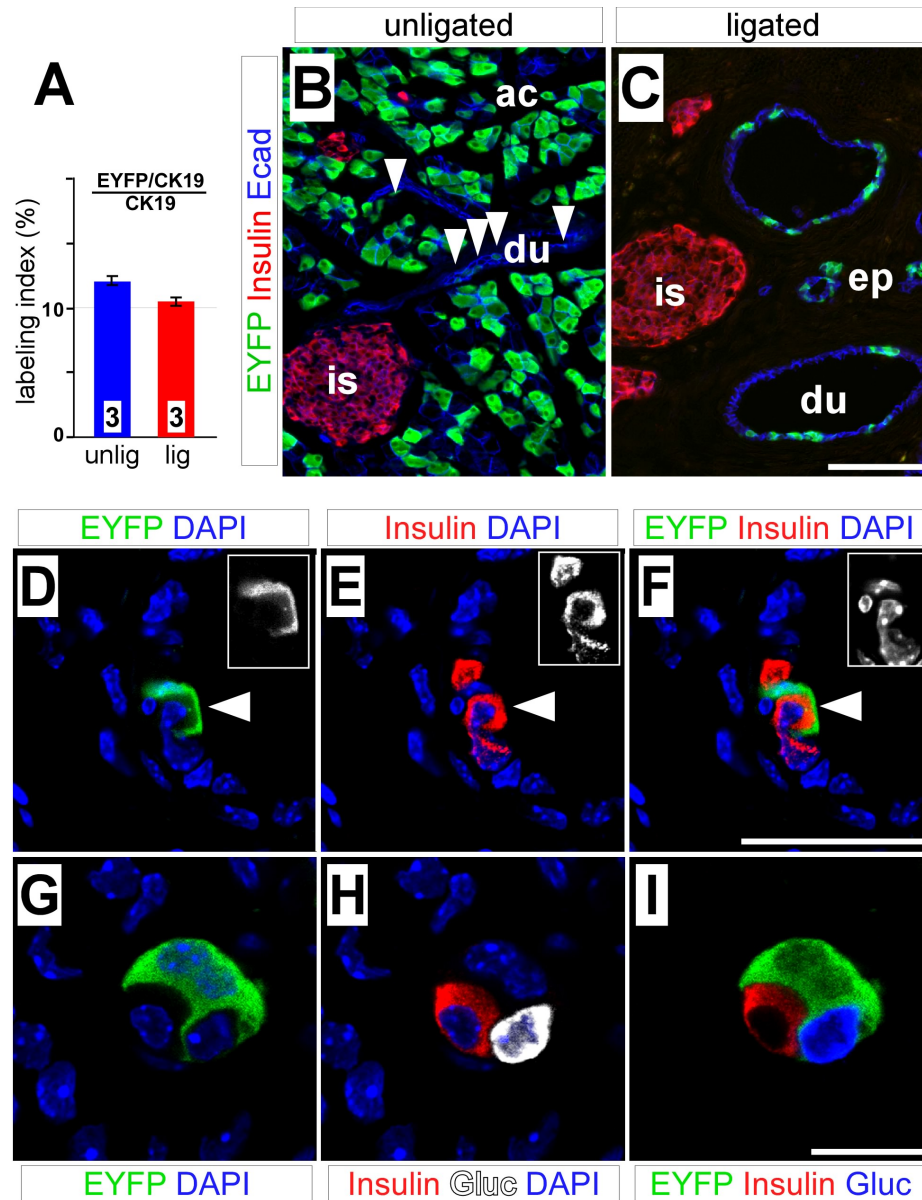 unligated
ligated
A
EYFP/CK19
CK19
labeling index (%)
10
0
3
3
unlig
lig
EYFP Insulin Ecad
B
ac
du
is
C
is
ep
du
EYFP DAPI
Insulin DAPI
EYFP Insulin DAPI
D
E
F
G
H
I
EYFP DAPI
Insulin Gluc DAPI
EYFP Insulin Gluc